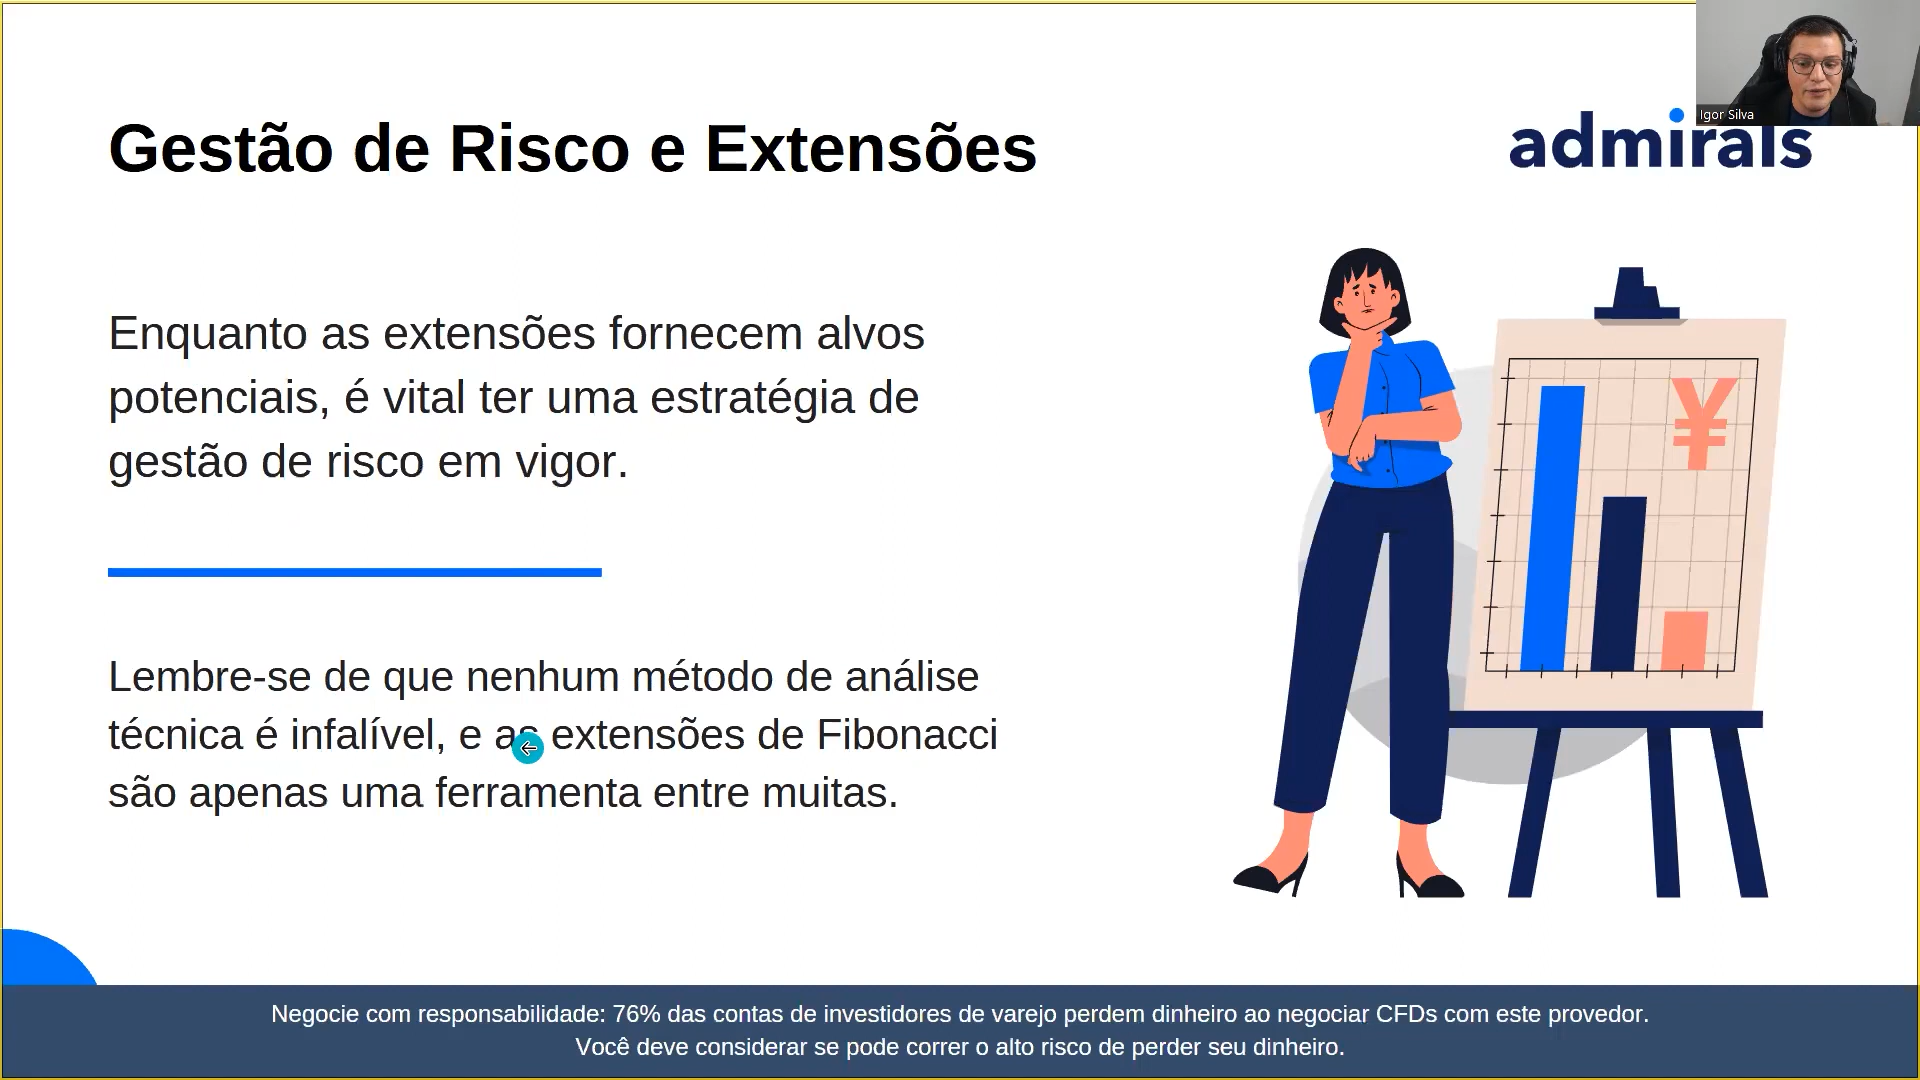 Igor Silva
admirals
Gestão de Risco e Extensões
Enquanto as extensões fornecem alvos
potenciais, é vital ter uma estratégia de
gestão de risco em vigor.
¥
Lembre-se de que nenhum método de análise
técnica é infalível, e as extensões de Fibonacci
são apenas uma ferramenta entre muitas.
Negocie com responsabilidade: 76% das contas de investidores de varejo perdem dinheiro ao negociar CFDs com este provedor.
Você deve considerar se pode correr o alto risco de perder seu dinheiro.